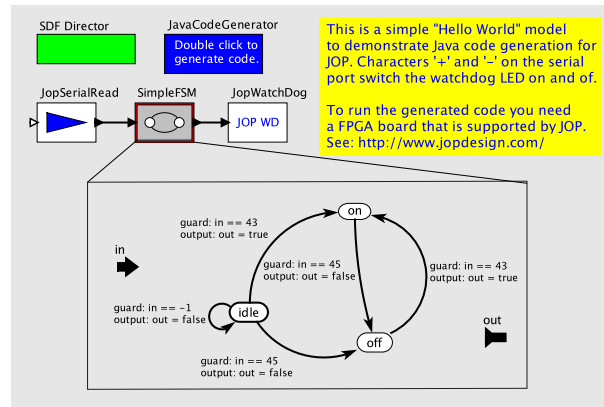 SDF Director
JavaCodeGenerator
Double click to
generate code.
This is a simple "Hello World" model
to demonstrate Java code generation for
JOP. Characters '+' and '-' on the serial
port switch the watchdog LED on and of.
To run the generated code you need
a FPGA board that is supported by JOP.
See: http://www.jopdesign.com/
JopSerialRead
SimpleFSM
JopWatchDog
JOP WD
on
guard: in == 43
output: out = true
in
guard: in == 45
output: out = false
guard: in == 43
output: out = true
guard: in == -1
output: out = false
idle
off
out
guard: in == 45
output: out = false